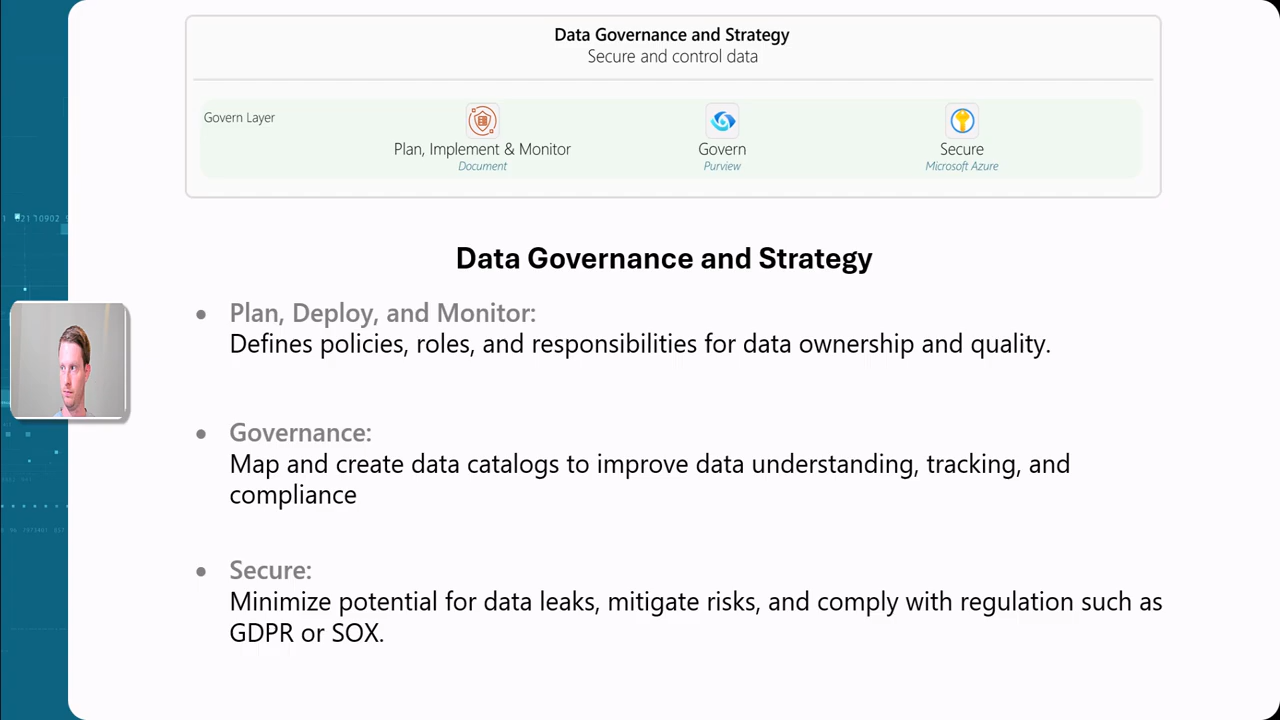 Data Governance and Strategy
Secure and control data
Govern Layer
Plan, Implement & Monitor
Document
Govern
Purview
Secure
Microsoft Azure
Data Governance and Strategy
• Plan, Deploy, and Monitor:
Defines policies, roles, and responsibilities for data ownership and quality.
• Governance:
Map and create data catalogs to improve data understanding, tracking, and
compliance
• Secure:
Minimize potential for data leaks, mitigate risks, and comply with regulation such as
GDPR or SOX.